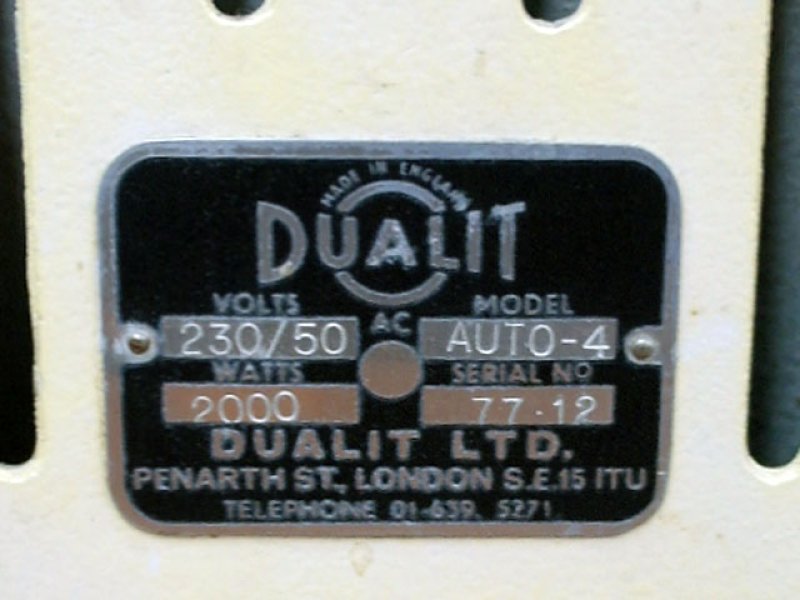 MADE IN ENGLAND
DUALIT
VOLTS AC MODEL
230/50 AUTO-4
WATTS SERIAL Nº
2000 77·12
DUALIT LTD.
PENARTH ST., LONDON S.E.15 ITU
TELEPHONE 01-639. 5271